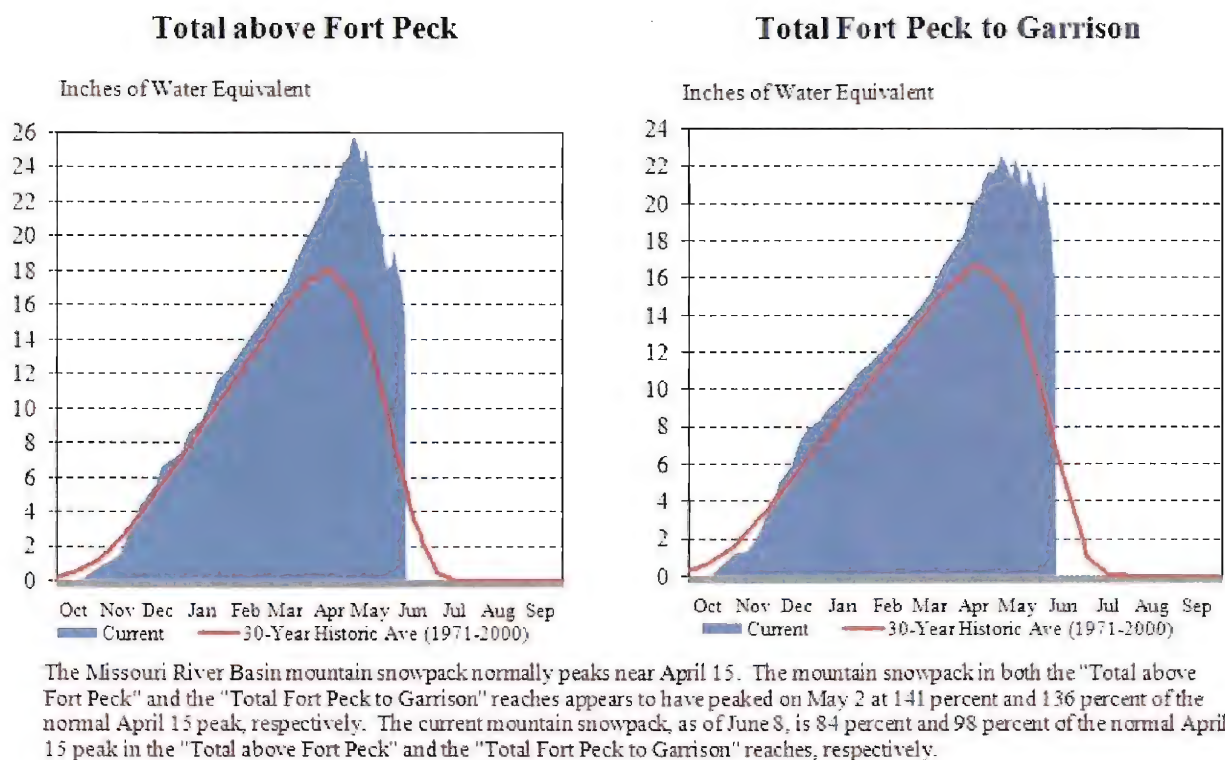 Total above Fort Peck
Inches of Water Equivalent
26
24
22
20
18
16
14
12
10
8
6
4
2
0
Oct Nov Dec Jan Feb Mar Apr May Jun Jul Aug Sep
Current 30-Year Historic Ave (1971-2000)
Total Fort Peck to Garrison
Inches of Water Equivalent
24
22
20
18
16
14
12
10
8
6
4
2
0
Oct Nov Dec Jan Feb Mar Apr May Jun Jul Aug Sep
Current 30-Year Historic Ave (1971-2000)
The Missouri River Basin mountain snowpack normally peaks near April 15. The mountain snowpack in both the "Total above
Fort Peck" and the "Total Fort Peck to Garrison" reaches appears to have peaked on May 2 at 141 percent and 136 percent of the
normal April 15 peak, respectively. The current mountain snowpack, as of June 8, is 84 percent and 98 percent of the normal April
15 peak in the "Total above Fort Peck" and the "Total Fort Peck to Garrison" reaches, respectively.